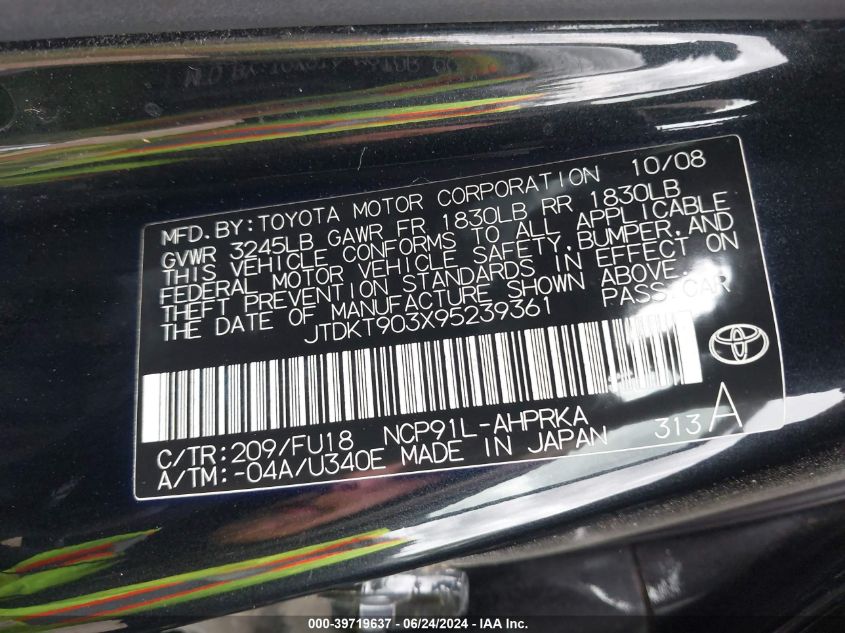 MFD. BY: TOYOTA MOTOR CORPORATION 10/08
GVWR 3245LB GAWR FR 1830LB RR 1830LB
THIS VEHICLE CONFORMS TO ALL APPLICABLE
FEDERAL MOTOR VEHICLE SAFETY, BUMPER, AND
THEFT PREVENTION STANDARDS IN EFFECT ON
THE DATE OF MANUFACTURE SHOWN ABOVE.
JTDKT903X95239361 PASS. CAR
C/TR: 209/FU18 NCP91L-AHPRKA 313 A
A/TM: -04A/U340E MADE IN JAPAN
000-39719637 - 06/24/2024 - IAA Inc.